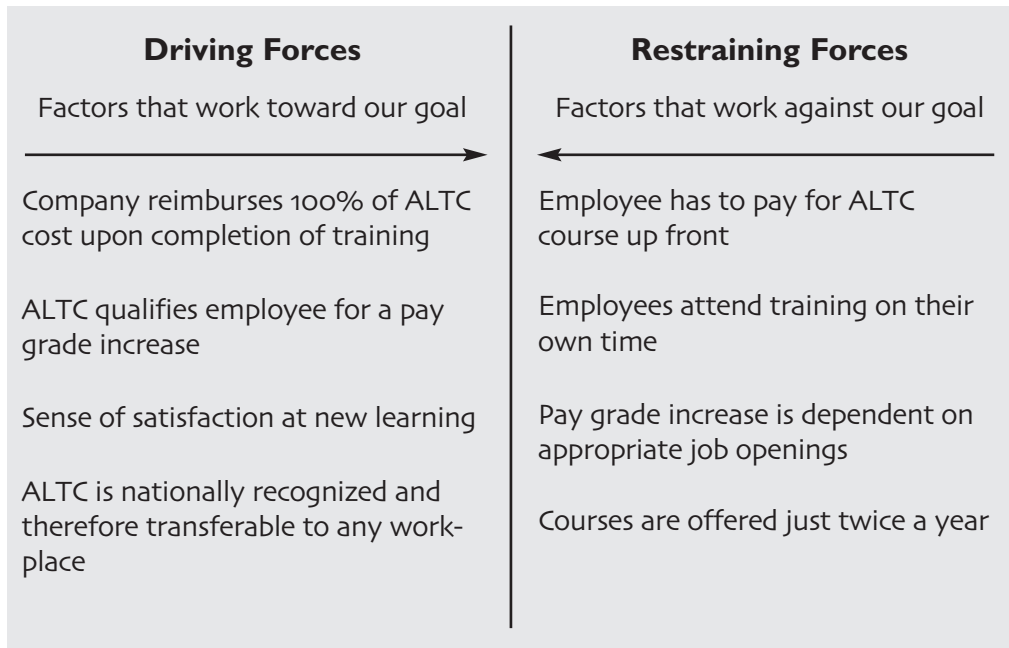 Driving Forces
Factors that work toward our goal
Company reimburses 100% of ALTC
cost upon completion of training
ALTC qualifies employee for a pay
grade increase
Sense of satisfaction at new learning
ALTC is nationally recognized and
therefore transferable to any work-
place
Restraining Forces
Factors that work against our goal
Employee has to pay for ALTC
course up front
Employees attend training on their
own time
Pay grade increase is dependent on
appropriate job openings
Courses are offered just twice a year